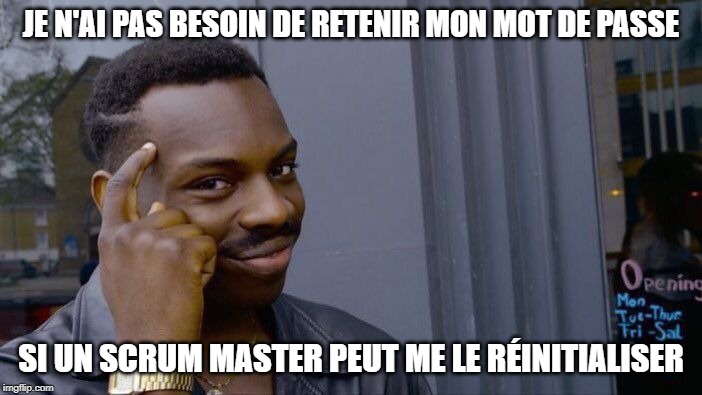 JE N'AI PAS BESOIN DE RETENIR MON MOT DE PASSE
Opening
Mon
Tue-Thur
Fri-Sat
SI UN SCRUM MASTER PEUT ME LE RÉINITIALISER
imgflip.com